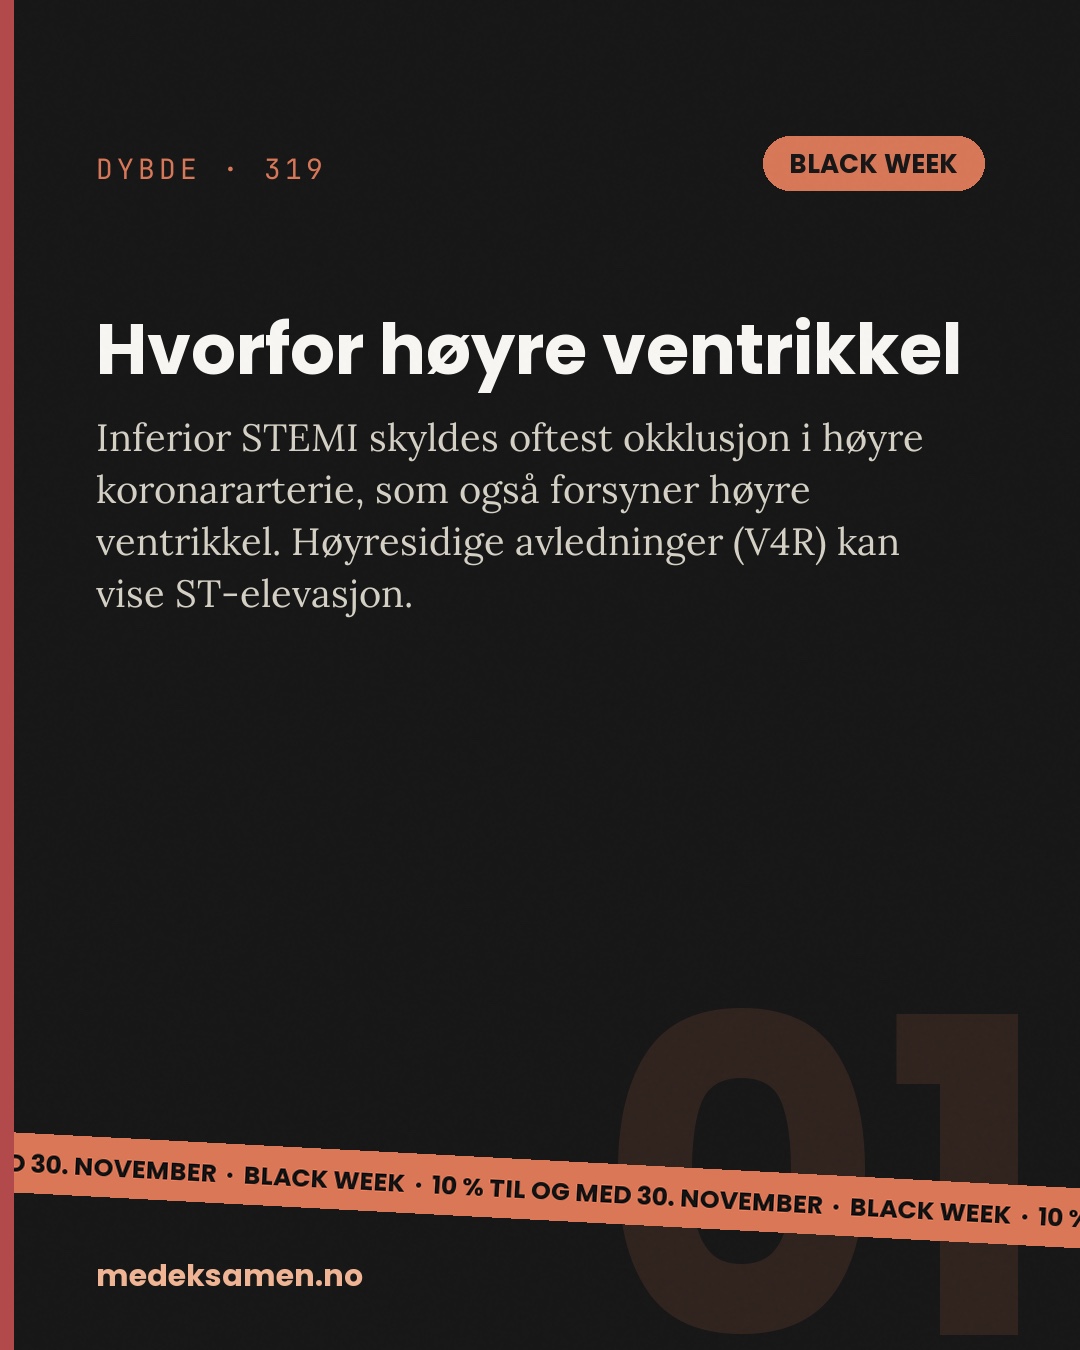 DYBDE · 319
BLACK WEEK
Hvorfor høyre ventrikkel
Inferior STEMI skyldes oftest okklusjon i høyre
koronararterie, som også forsyner høyre
ventrikkel. Høyresidige avledninger (V4R) kan
vise ST-elevasjon.
01
D 30. NOVEMBER · BLACK WEEK · 10 % TIL OG MED 30. NOVEMBER · BLACK WEEK · 10 %
medeksamen.no